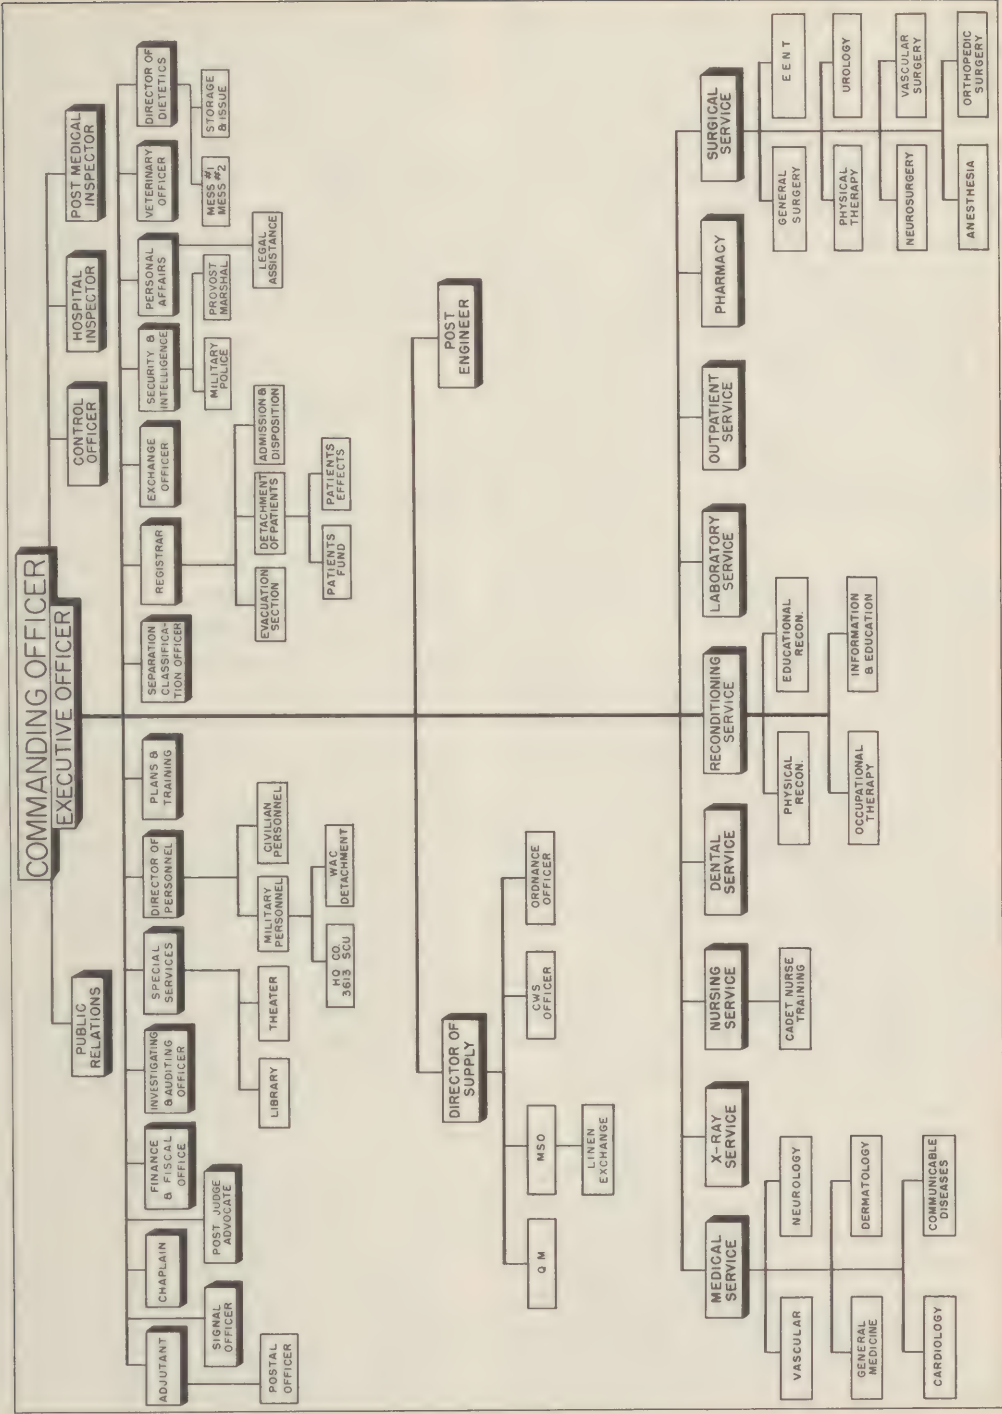 COMMANDING OFFICER
EXECUTIVE OFFICER
PUBLIC
RELATIONS
CONTROL
OFFICER
HOSPITAL
INSPECTOR
POST MEDICAL
INSPECTOR
ADJUTANT
POSTAL
OFFICER
SIGNAL
OFFICER
CHAPLAIN
POST JUDGE
ADVOCATE
FINANCE
& FISCAL
OFFICE
INVESTIGATING
& AUDITING
OFFICER
SPECIAL
SERVICES
LIBRARY
THEATER
DIRECTOR OF
PERSONNEL
MILITARY
PERSONNEL
CIVILIAN
PERSONNEL
HQ CO.
3613 SCU
WAC
DETACHMENT
PLANS &
TRAINING
SEPARATION
CLASSIFICA-
TION OFFICER
REGISTRAR
EVACUATION
SECTION
DETACHMENT
OF PATIENTS
ADMISSION &
DISPOSITION
PATIENTS
FUND
PATIENTS
EFFECTS
EXCHANGE
OFFICER
SECURITY &
INTELLIGENCE
MILITARY
POLICE
PROVOST
MARSHAL
PERSONAL
AFFAIRS
LEGAL
ASSISTANCE
VETERINARY
OFFICER
DIRECTOR OF
DIETETICS
MESS #1
MESS #2
STORAGE
& ISSUE
DIRECTOR OF
SUPPLY
POST
ENGINEER
Q M
MSO
CWS
OFFICER
ORDNANCE
OFFICER
LINEN
EXCHANGE
MEDICAL
SERVICE
VASCULAR
NEUROLOGY
GENERAL
MEDICINE
DERMATOLOGY
CARDIOLOGY
COMMUNICABLE
DISEASES
X-RAY
SERVICE
NURSING
SERVICE
CADET NURSE
TRAINING
DENTAL
SERVICE
RECONDITIONING
SERVICE
PHYSICAL
RECON.
EDUCATIONAL
RECON.
OCCUPATIONAL
THERAPY
INFORMATION
& EDUCATION
LABORATORY
SERVICE
OUTPATIENT
SERVICE
PHARMACY
SURGICAL
SERVICE
GENERAL
SURGERY
E E N T
PHYSICAL
THERAPY
UROLOGY
NEUROSURGERY
VASCULAR
SURGERY
ANESTHESIA
ORTHOPEDIC
SURGERY